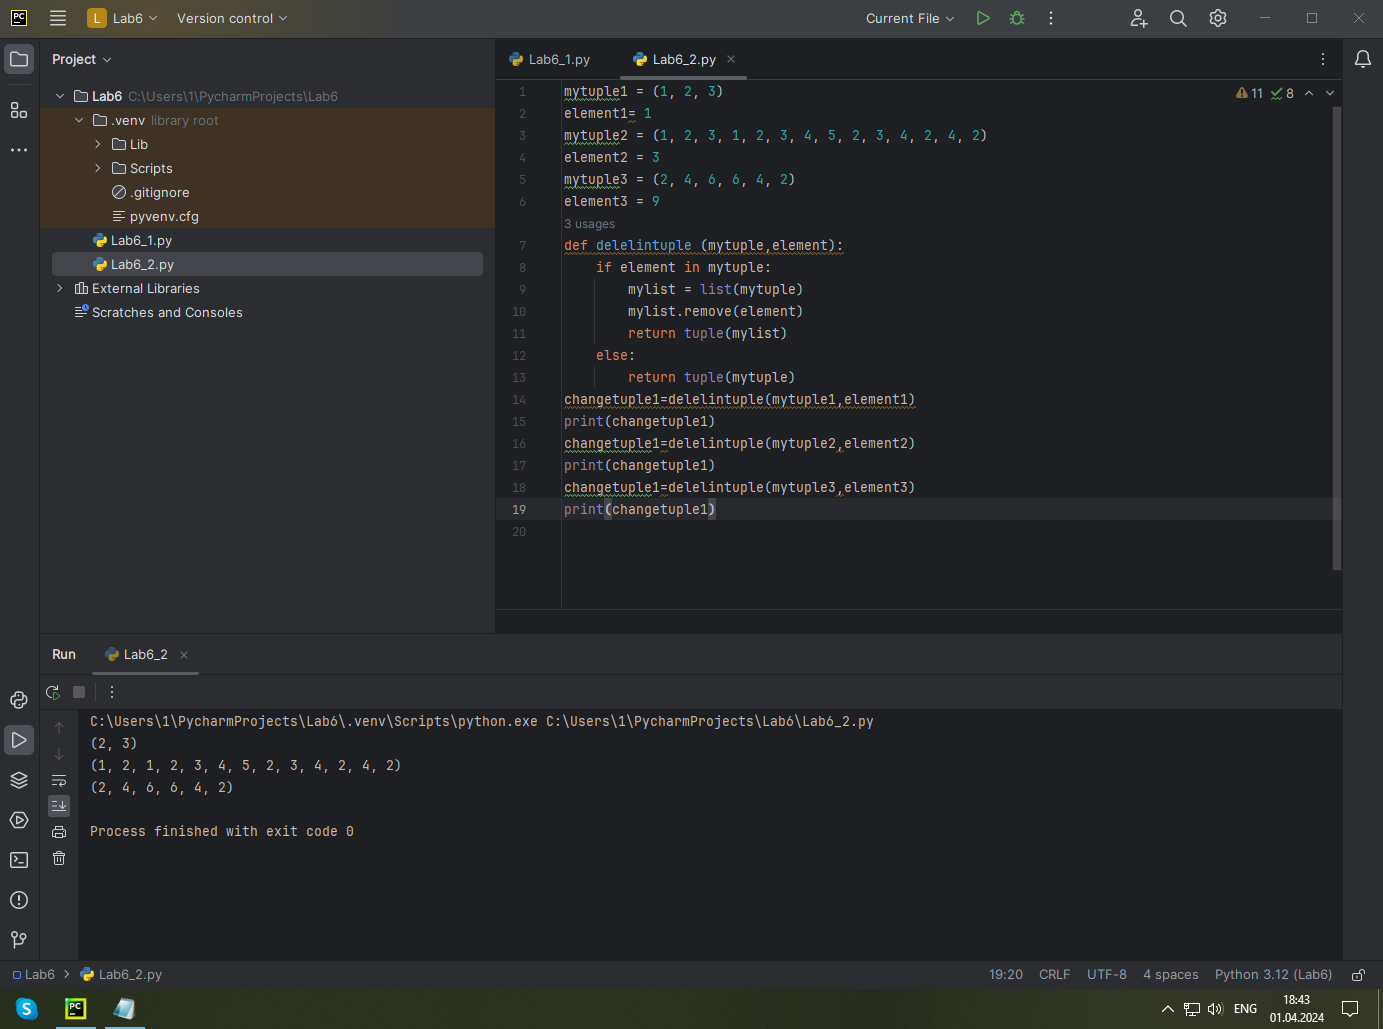 PC L Lab6 Version control Current File
Project
Lab6 C:\Users\1\PycharmProjects\Lab6
.venv library root
Lib
Scripts
.gitignore
pyvenv.cfg
Lab6_1.py
Lab6_2.py
External Libraries
Scratches and Consoles
Lab6_1.py Lab6_2.py
11 8
1 mytuple1 = (1, 2, 3)
2 element1= 1
3 mytuple2 = (1, 2, 3, 1, 2, 3, 4, 5, 2, 3, 4, 2, 4, 2)
4 element2 = 3
5 mytuple3 = (2, 4, 6, 6, 4, 2)
6 element3 = 9
3 usages
7 def delelintuple (mytuple,element):
8 if element in mytuple:
9 mylist = list(mytuple)
10 mylist.remove(element)
11 return tuple(mylist)
12 else:
13 return tuple(mytuple)
14 changetuple1=delelintuple(mytuple1,element1)
15 print(changetuple1)
16 changetuple1=delelintuple(mytuple2,element2)
17 print(changetuple1)
18 changetuple1=delelintuple(mytuple3,element3)
19 print(changetuple1)
20
Run Lab6_2
C:\Users\1\PycharmProjects\Lab6\.venv\Scripts\python.exe C:\Users\1\PycharmProjects\Lab6\Lab6_2.py
(2, 3)
(1, 2, 1, 2, 3, 4, 5, 2, 3, 4, 2, 4, 2)
(2, 4, 6, 6, 4, 2)
Process finished with exit code 0
Lab6 Lab6_2.py 19:20 CRLF UTF-8 4 spaces Python 3.12 (Lab6)
S PC ENG 18:43
01.04.2024